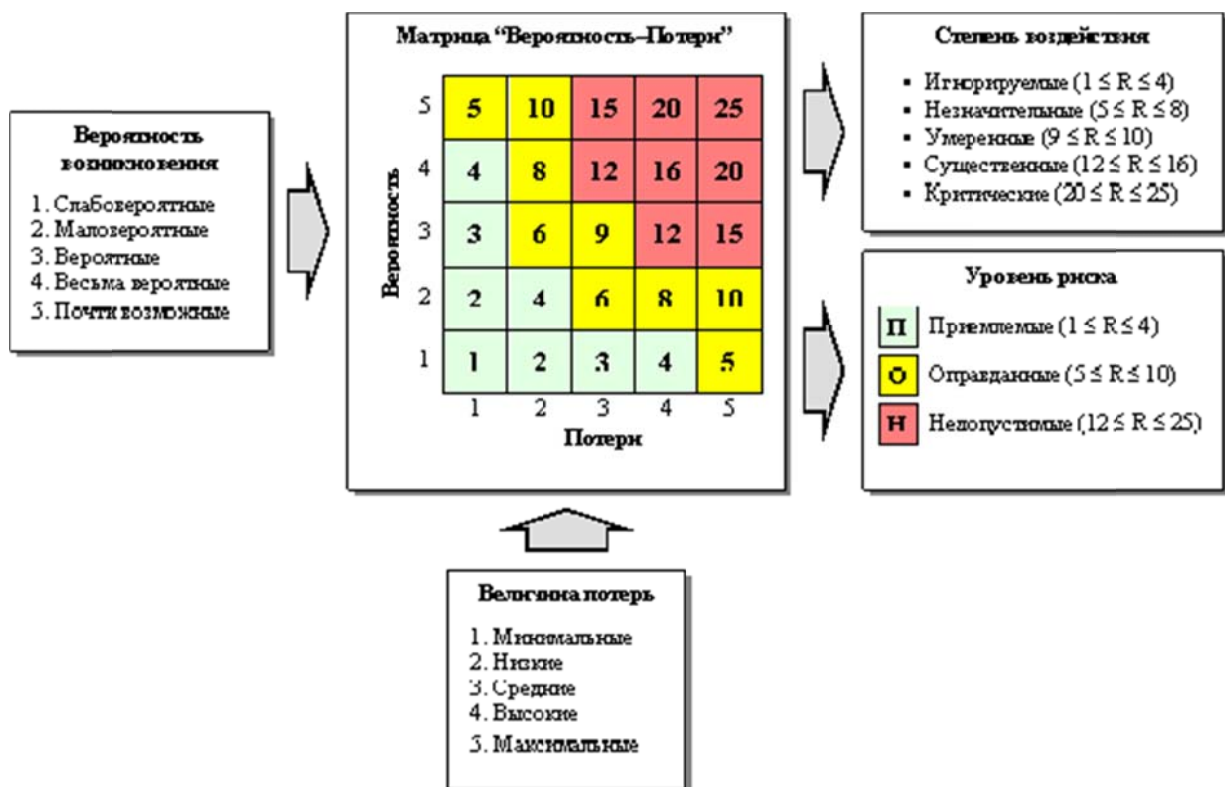 Вероятность
возникновения
1. Слабовероятные
2. Маловероятные
3. Вероятные
4. Весьма вероятные
5. Почти возможные
Матрица “Вероятность–Потери”
Вероятность
5 5 10 15 20 25
4 4 8 12 16 20
3 3 6 9 12 15
2 2 4 6 8 10
1 1 2 3 4 5
1 2 3 4 5
Потери
Степень воздействия
▪ Игнорируемые (1 ≤ R ≤ 4)
▪ Незначительные (5 ≤ R ≤ 8)
▪ Умеренные (9 ≤ R ≤ 10)
▪ Существенные (12 ≤ R ≤ 16)
▪ Критические (20 ≤ R ≤ 25)
Уровень риска
П Приемлемые (1 ≤ R ≤ 4)
О Оправданные (5 ≤ R ≤ 10)
Н Недопустимые (12 ≤ R ≤ 25)
Величина потерь
1. Минимальные
2. Низкие
3. Средние
4. Высокие
5. Максимальные